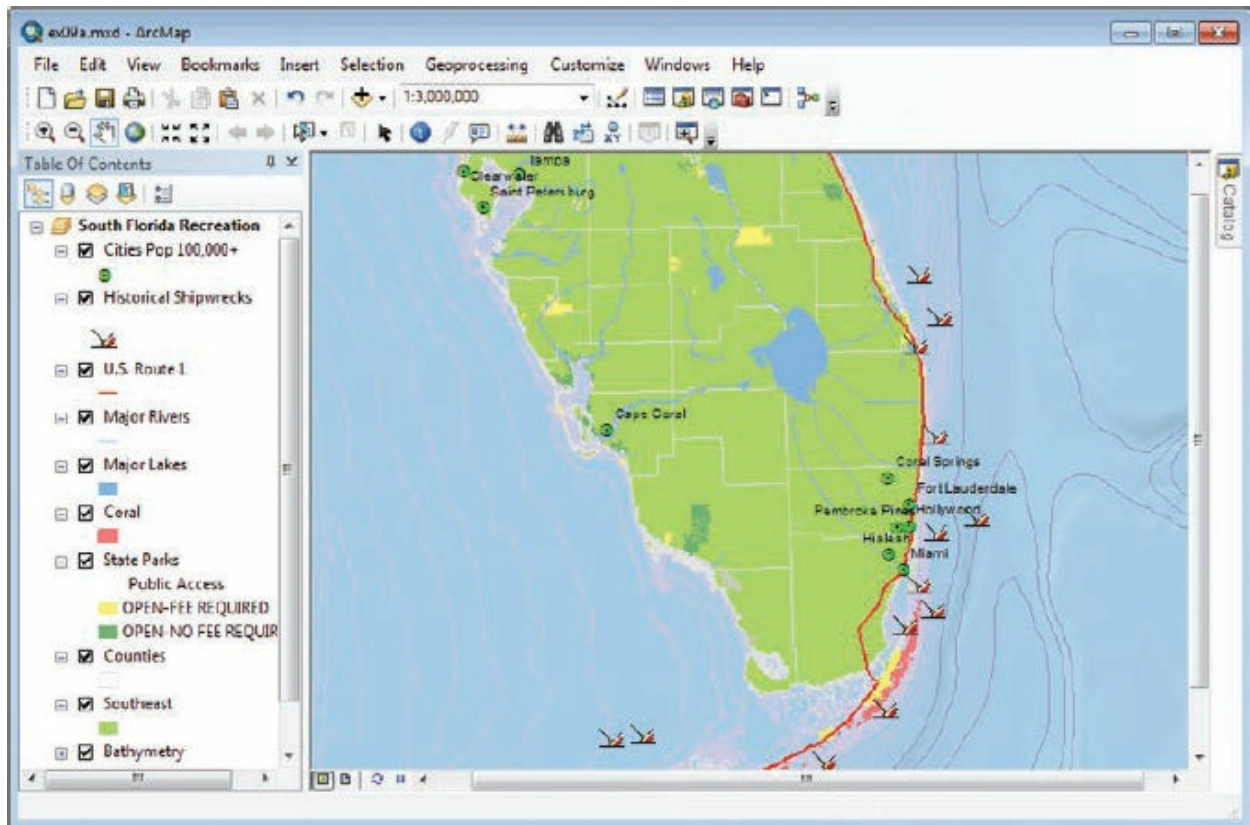 ex09a.mxd - ArcMap
File Edit View Bookmarks Insert Selection Geoprocessing Customize Windows Help
1:3,000,000
Table Of Contents
South Florida Recreation
Cities Pop 100,000+
Historical Shipwrecks
U.S. Route 1
Major Rivers
Major Lakes
Coral
State Parks
Public Access
OPEN-FEE REQUIRED
OPEN-NO FEE REQUIR
Counties
Southeast
Bathymetry
Tampa
Clearwater
Saint Petersburg
Cape Coral
Coral Springs
Fort Lauderdale
Pembroke Pines Hollywood
Hialeah
Miami
Catalog